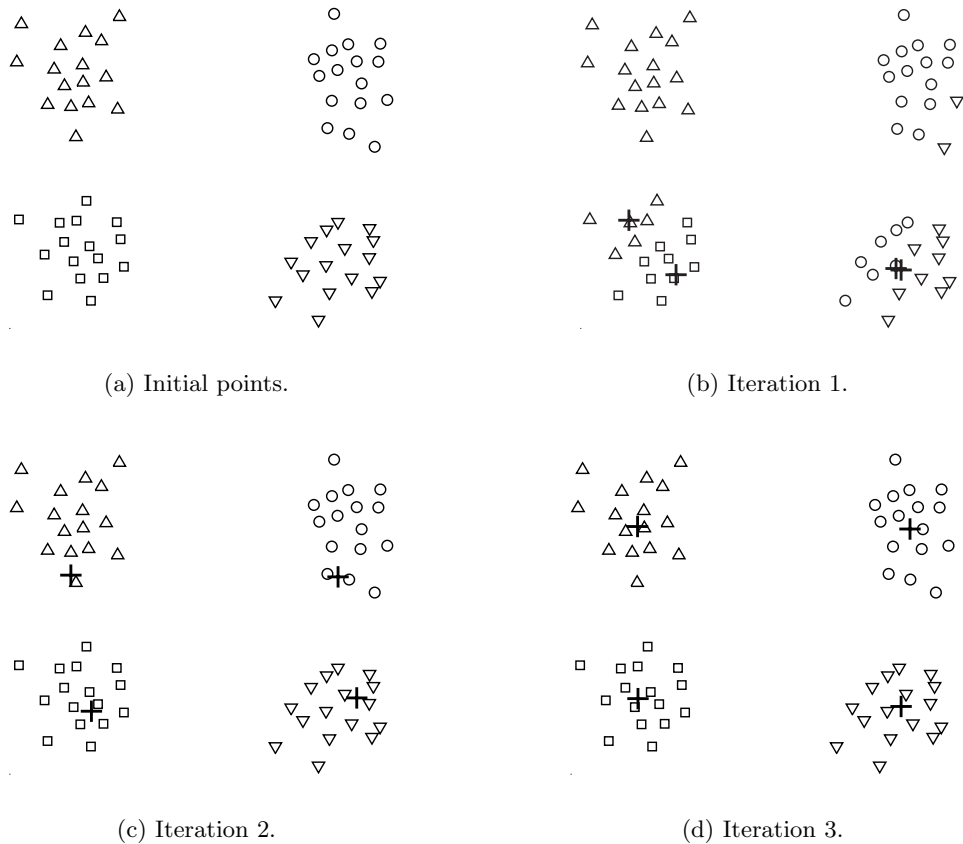 (a) Initial points.
(b) Iteration 1.
(c) Iteration 2.
(d) Iteration 3.